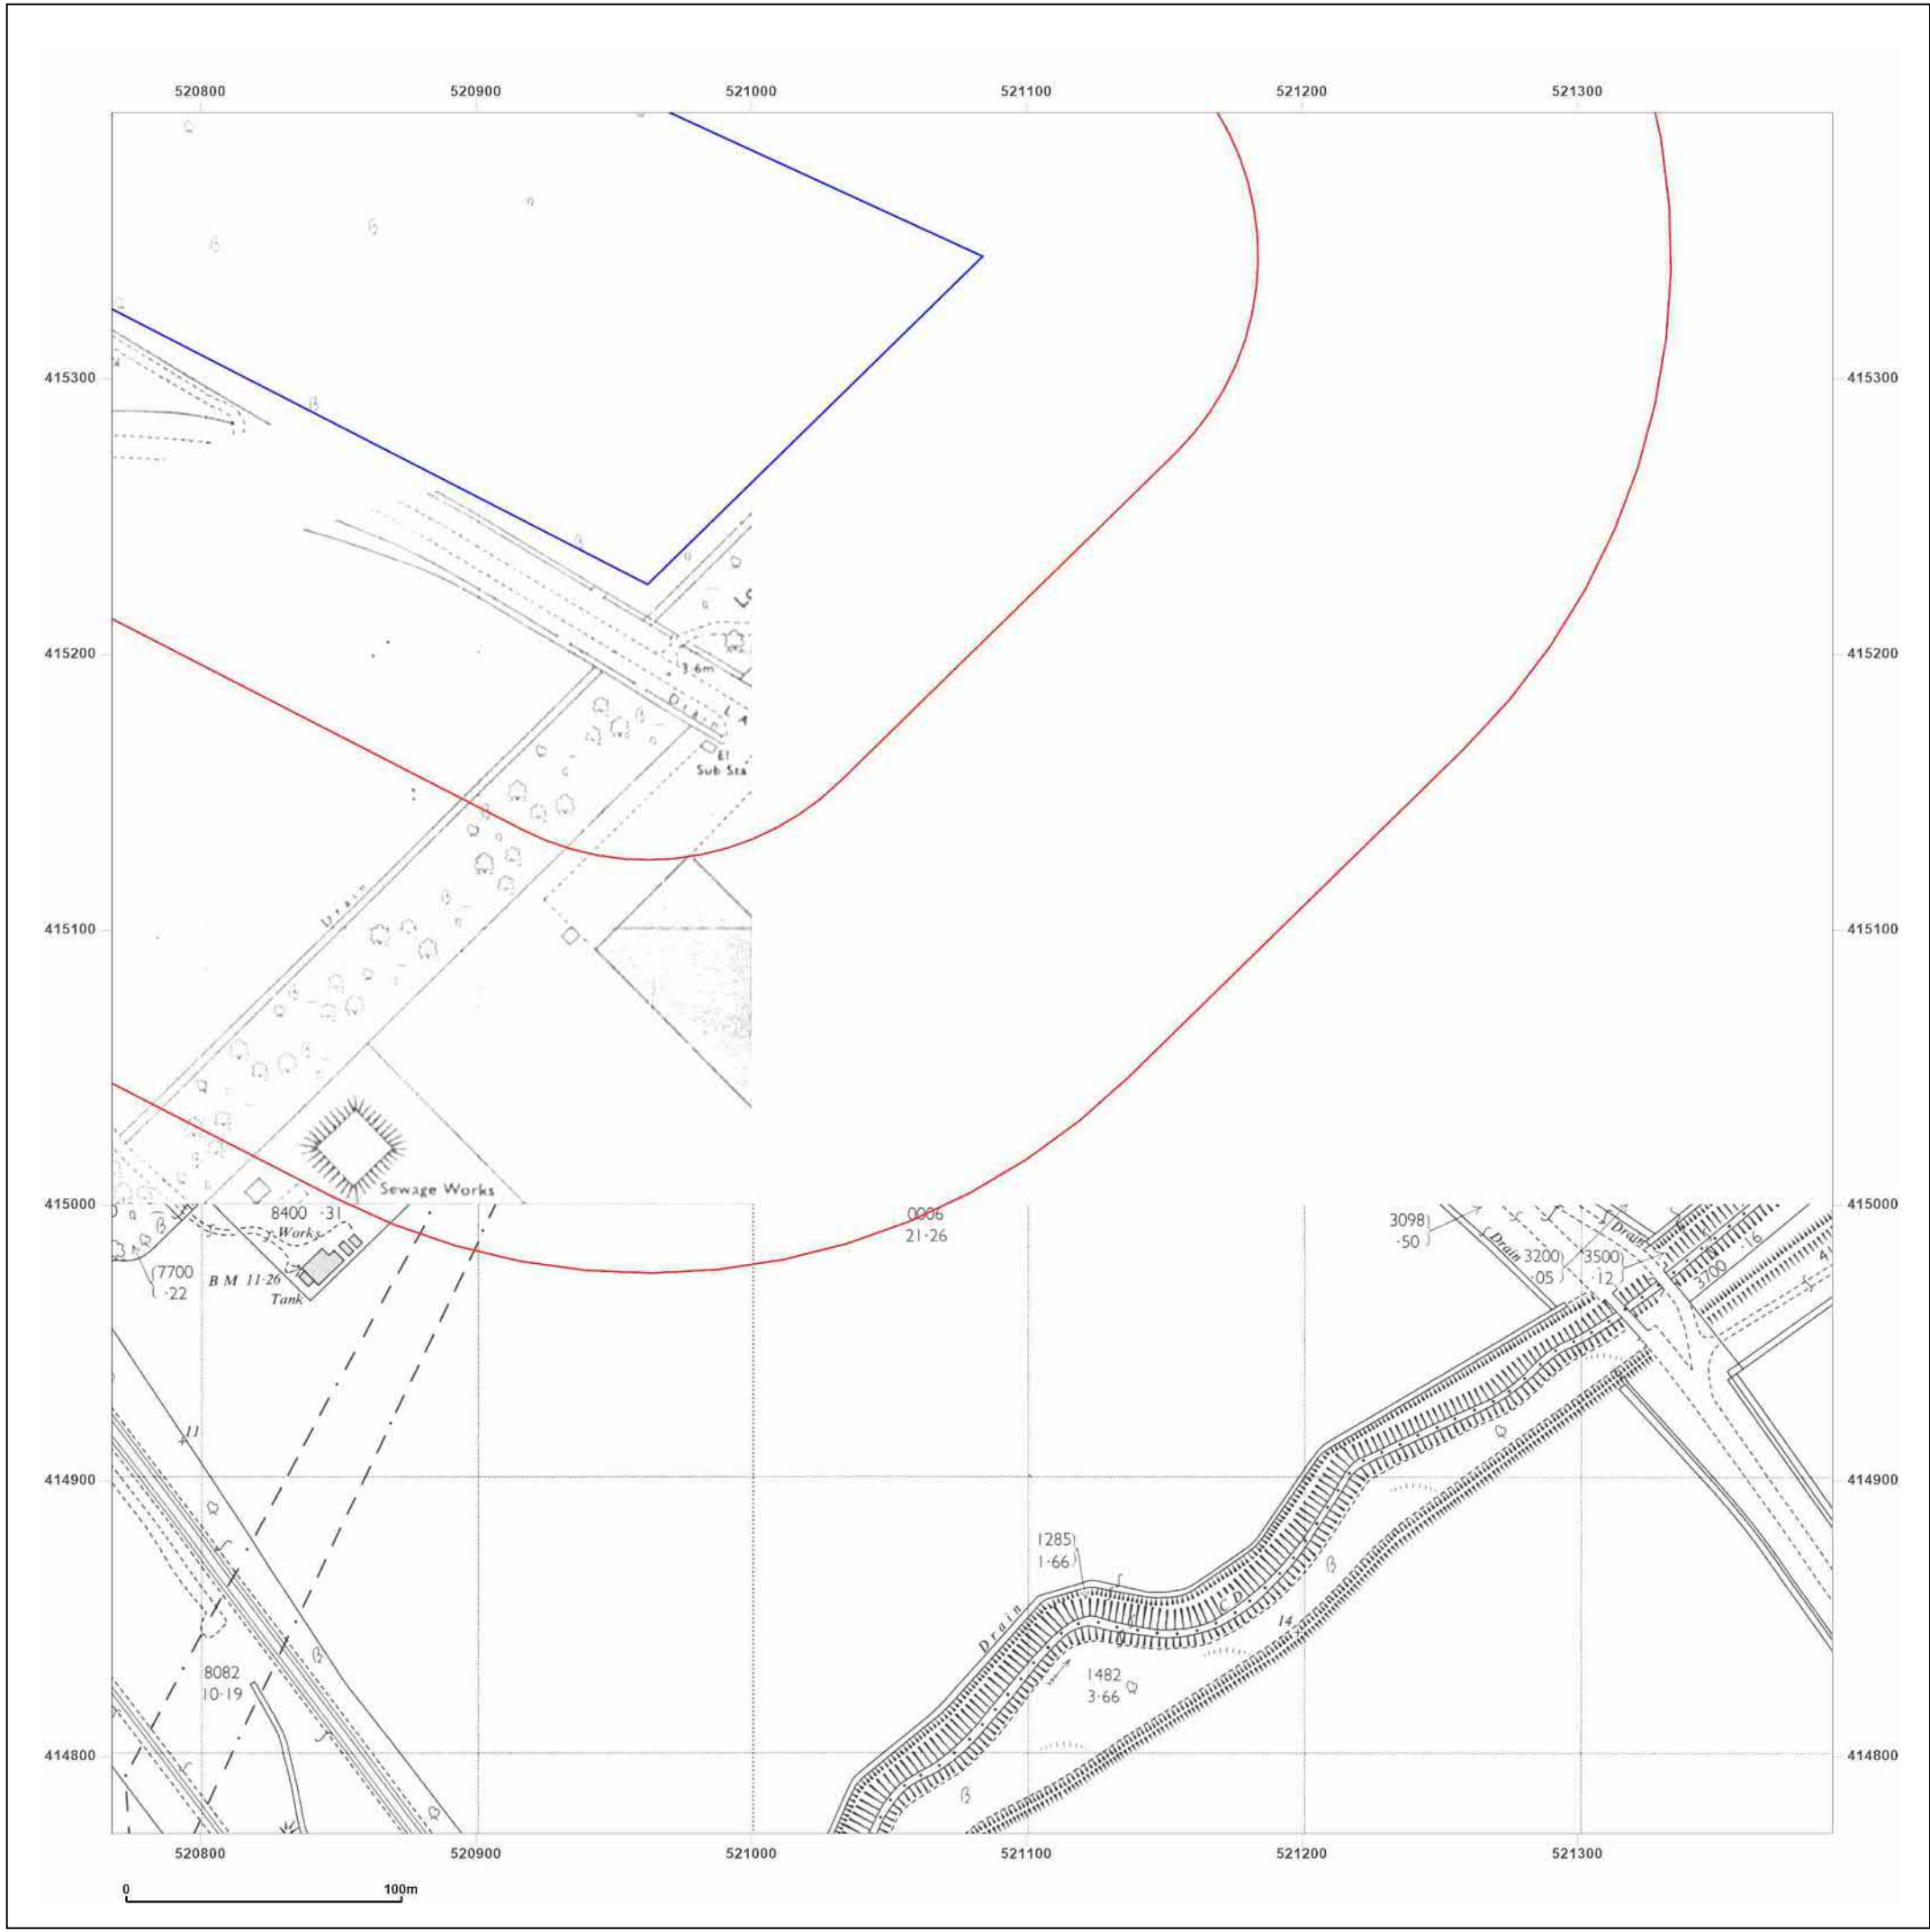 520800 520900 521000 521100 521200 521300
415300 415300
415200 415200
3·6m
Drain
L A
El
Sub Sta
415100 415100
Drain
Sewage Works
415000 415000
8400 ·31
Works
0006
21·26
3098
·50
Drain
Drain
3200
·05
3500
·12
3700
·16
7700
·22
B M 11·26
Tank
11
414900 414900
1285
1·66
C D
14
Drain
1482
3·66
8082
10·19
414800 414800
520800 520900 521000 521100 521200 521300
0 100m